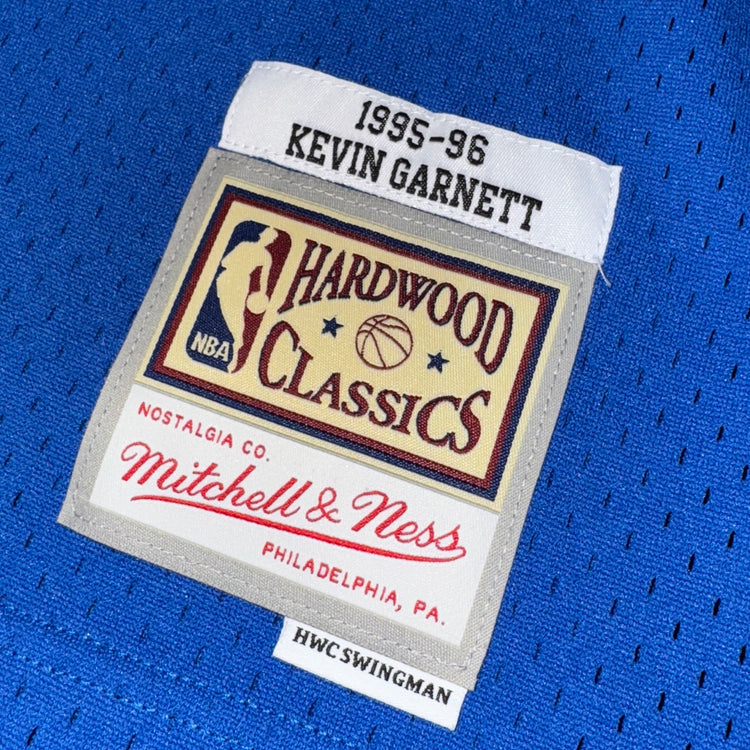 1995-96
KEVIN GARNETT
HARDWOOD
CLASSICS
NBA
NOSTALGIA CO.
Mitchell & Ness
PHILADELPHIA, PA.
HWC SWINGMAN